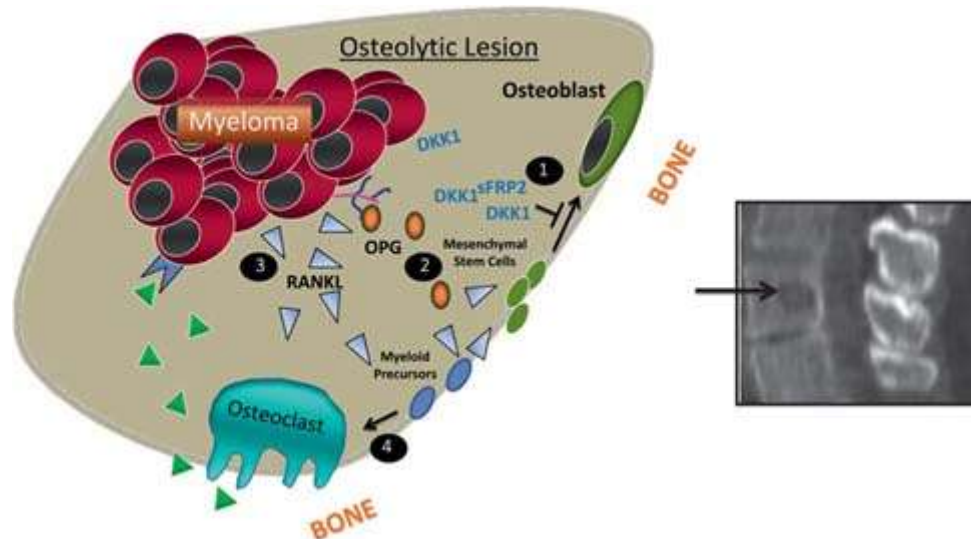 Osteolytic Lesion
Osteoblast
Myeloma
DKK1
BONE
1
DKK1 sFRP2
DKK1
OPG
2
Mesenchymal
Stem Cells
3
RANKL
Myeloid
Precursors
Osteoclast
4
BONE